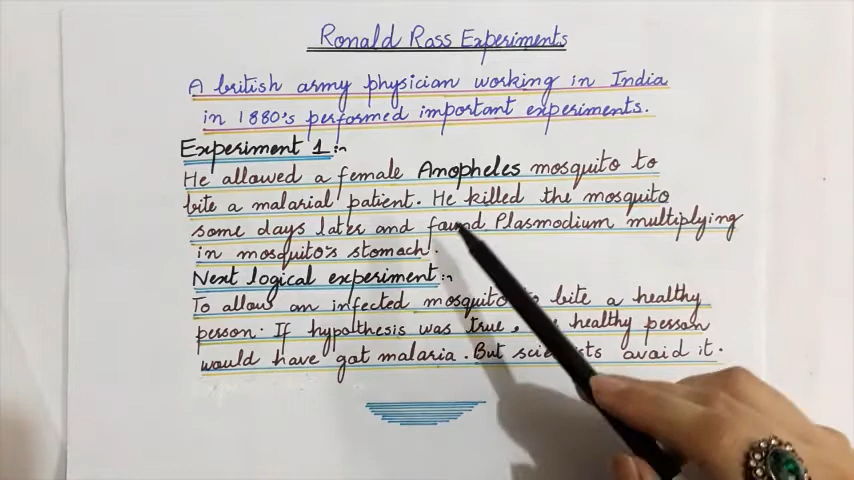 Ronald Ross Experiments
A british army physician working in India
in 1880's performed important experiments.
Experiment 1:-
He allowed a female Anopheles mosquito to
bite a malarial patient. He killed the mosquito
some days later and found Plasmodium multiplying
in mosquito's stomach.
Next logical experiment:-
To allow an infected mosquito to bite a healthy
person. If hypothesis was true, healthy person
would have got malaria. But scientists avoid it.